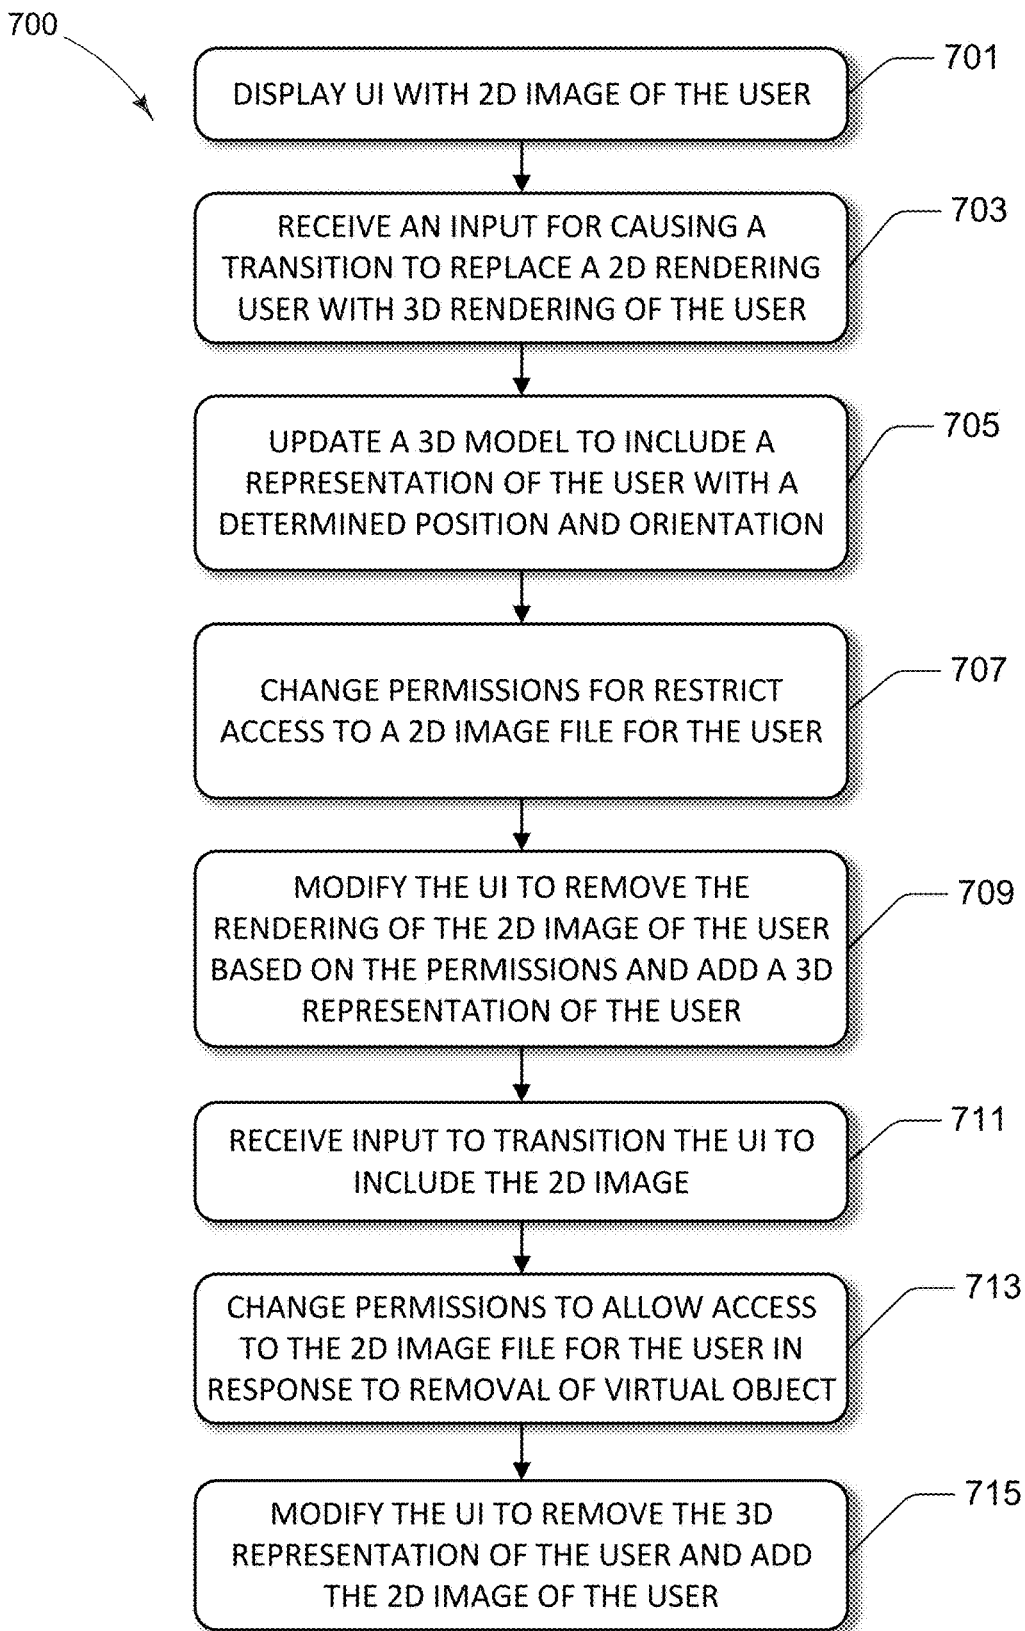 700
DISPLAY UI WITH 2D IMAGE OF THE USER
701
RECEIVE AN INPUT FOR CAUSING A
TRANSITION TO REPLACE A 2D RENDERING
USER WITH 3D RENDERING OF THE USER
703
UPDATE A 3D MODEL TO INCLUDE A
REPRESENTATION OF THE USER WITH A
DETERMINED POSITION AND ORIENTATION
705
CHANGE PERMISSIONS FOR RESTRICT
ACCESS TO A 2D IMAGE FILE FOR THE USER
707
MODIFY THE UI TO REMOVE THE
RENDERING OF THE 2D IMAGE OF THE USER
BASED ON THE PERMISSIONS AND ADD A 3D
REPRESENTATION OF THE USER
709
RECEIVE INPUT TO TRANSITION THE UI TO
INCLUDE THE 2D IMAGE
711
CHANGE PERMISSIONS TO ALLOW ACCESS
TO THE 2D IMAGE FILE FOR THE USER IN
RESPONSE TO REMOVAL OF VIRTUAL OBJECT
713
MODIFY THE UI TO REMOVE THE 3D
REPRESENTATION OF THE USER AND ADD
THE 2D IMAGE OF THE USER
715